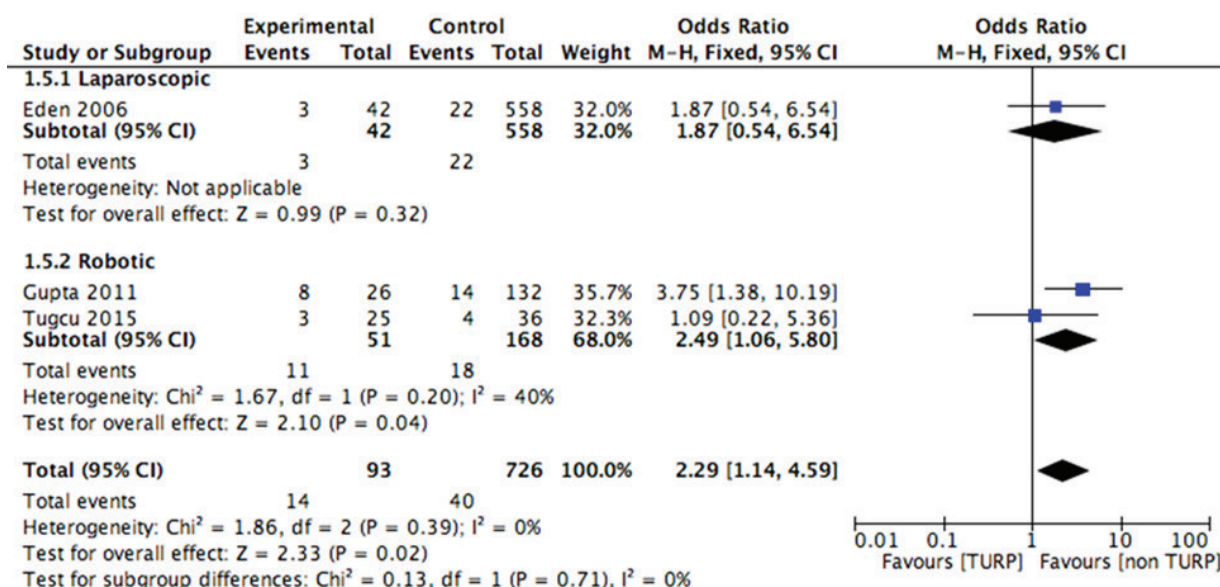 Experimental Control Odds Ratio Odds Ratio
Study or Subgroup Events Total Events Total Weight M-H, Fixed, 95% CI M-H, Fixed, 95% CI
1.5.1 Laparoscopic
Eden 2006 3 42 22 558 32.0% 1.87 [0.54, 6.54]
Subtotal (95% CI) 42 558 32.0% 1.87 [0.54, 6.54]
Total events 3 22
Heterogeneity: Not applicable
Test for overall effect: Z = 0.99 (P = 0.32)
1.5.2 Robotic
Gupta 2011 8 26 14 132 35.7% 3.75 [1.38, 10.19]
Tugcu 2015 3 25 4 36 32.3% 1.09 [0.22, 5.36]
Subtotal (95% CI) 51 168 68.0% 2.49 [1.06, 5.80]
Total events 11 18
Heterogeneity: Chi² = 1.67, df = 1 (P = 0.20); I² = 40%
Test for overall effect: Z = 2.10 (P = 0.04)
Total (95% CI) 93 726 100.0% 2.29 [1.14, 4.59]
Total events 14 40
Heterogeneity: Chi² = 1.86, df = 2 (P = 0.39); I² = 0%
Test for overall effect: Z = 2.33 (P = 0.02)
Test for subgroup differences: Chi² = 0.13, df = 1 (P = 0.71), I² = 0%
0.01 0.1 1 10 100
Favours [TURP] Favours [non TURP]